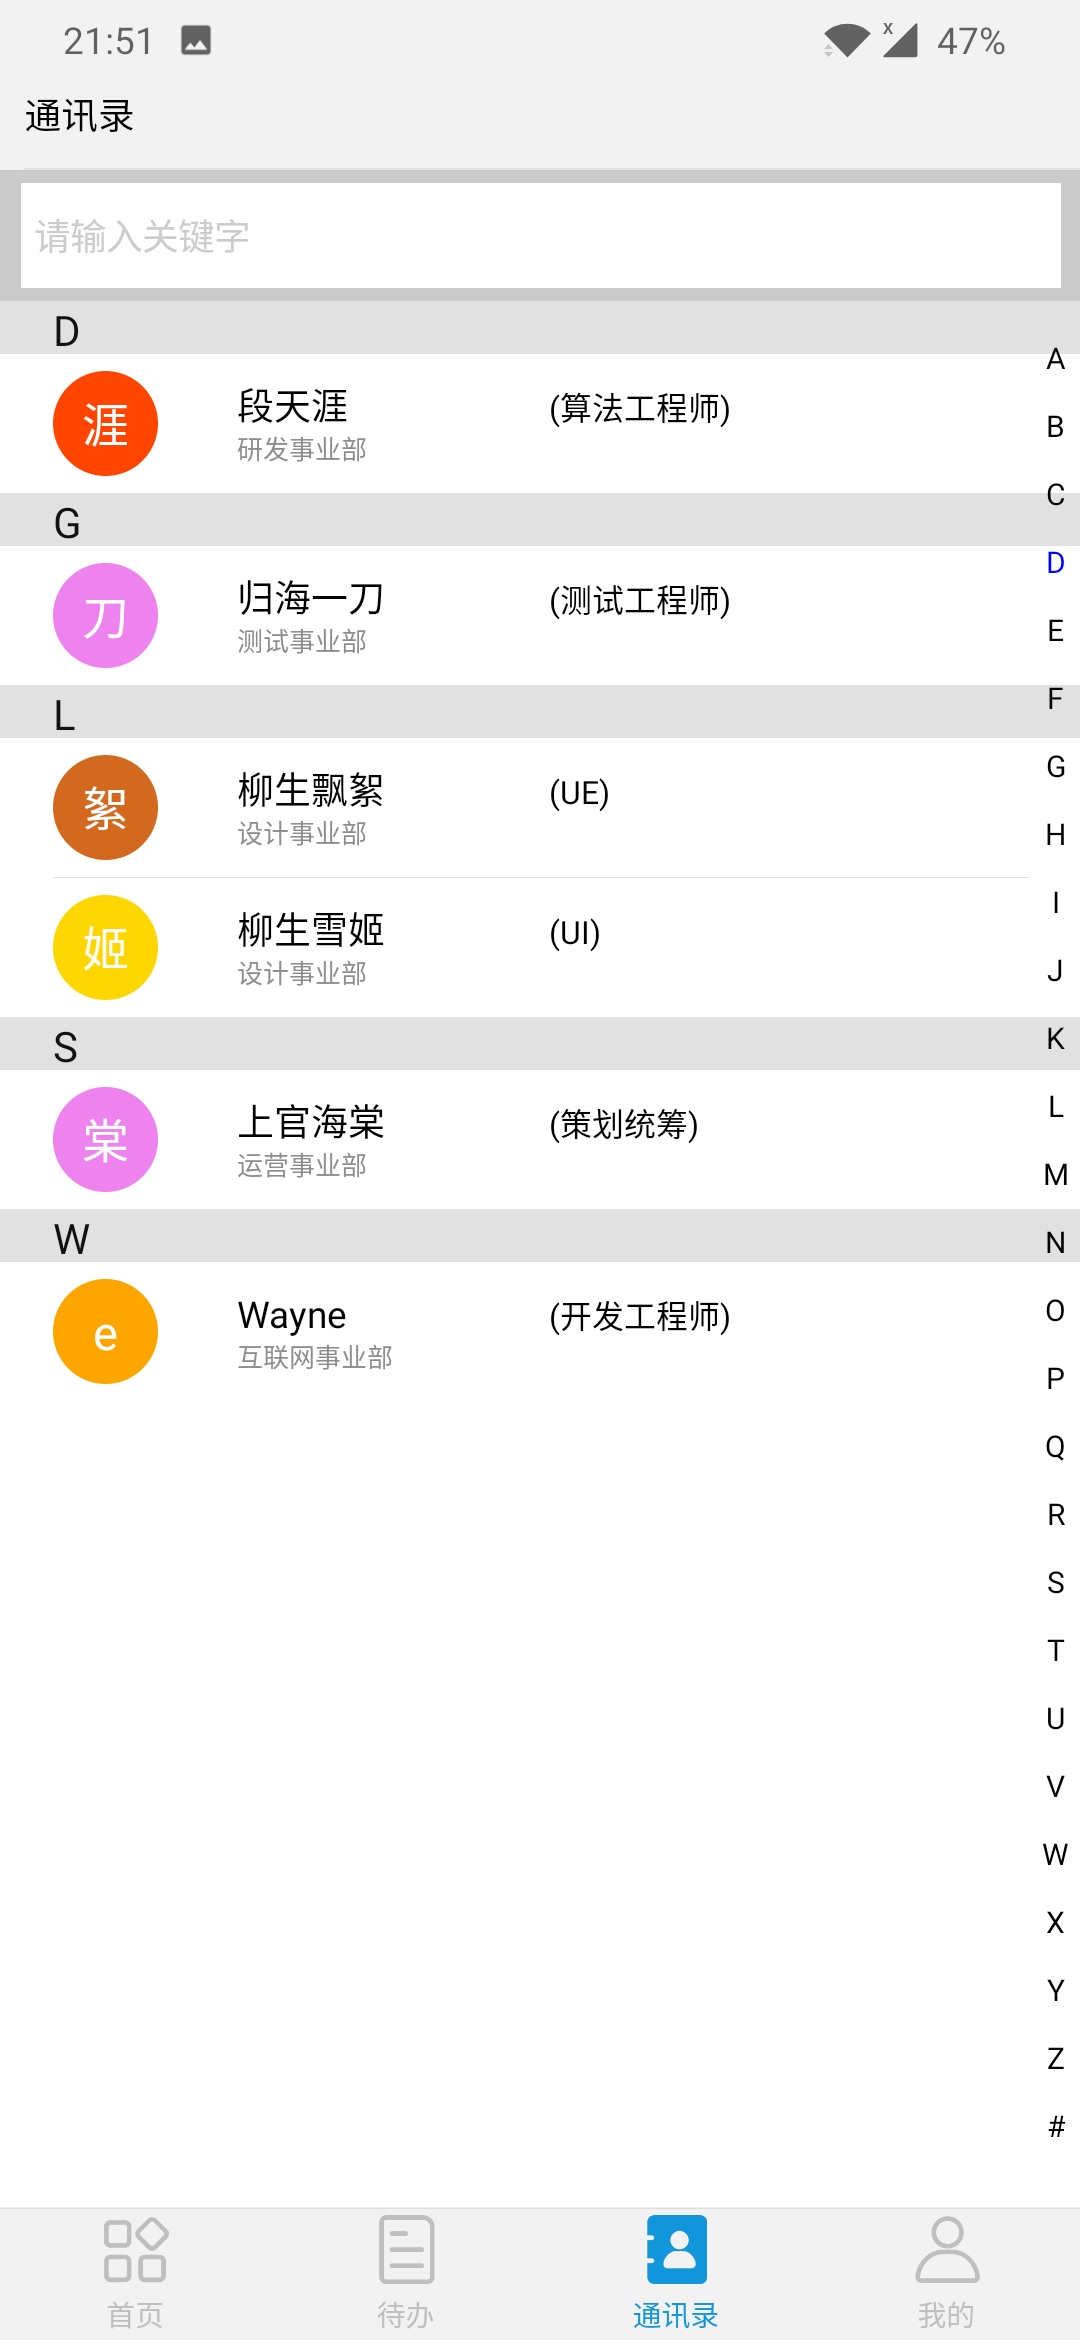 21:51 47%
通讯录
请输入关键字
D
涯 段天涯 (算法工程师)
研发事业部
G
刀 归海一刀 (测试工程师)
测试事业部
L
絮 柳生飘絮 (UE)
设计事业部
姬 柳生雪姬 (UI)
设计事业部
S
棠 上官海棠 (策划统筹)
运营事业部
W
e Wayne (开发工程师)
互联网事业部
A
B
C
D
E
F
G
H
I
J
K
L
M
N
O
P
Q
R
S
T
U
V
W
X
Y
Z
#
首页 待办 通讯录 我的